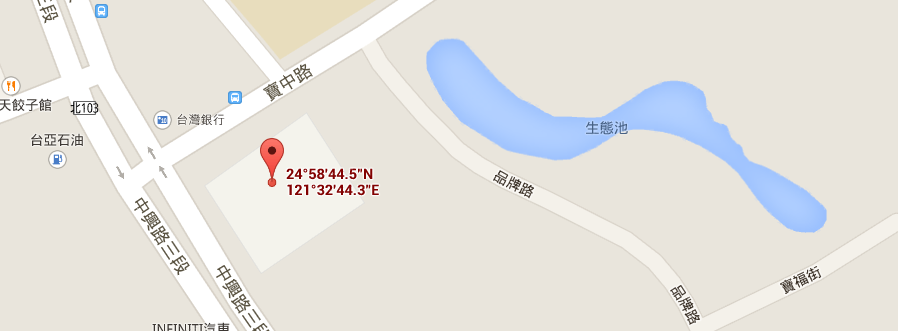 三段
寶中路
北103
天餃子館
台灣銀行
台亞石油
生態池
24°58'44.5"N
121°32'44.3"E
品牌路
中興路三段
中興路三段
寶福街
品牌路
INFINITI汽車